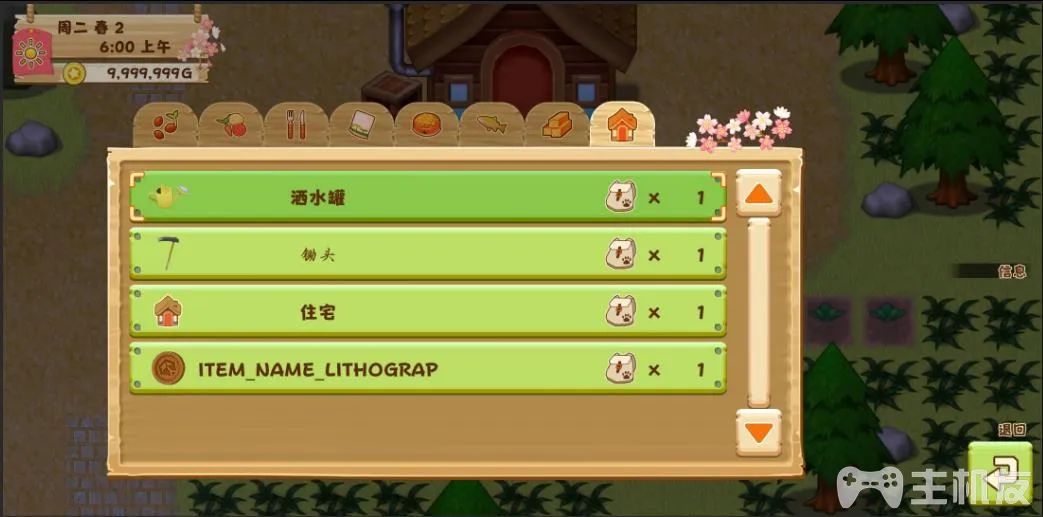 周二 春 2
6:00 上午
9,999,999G
洒水罐 × 1
锄头 × 1
住宅 × 1
ITEM_NAME_LITHOGRAP × 1
信息
退回
主机友